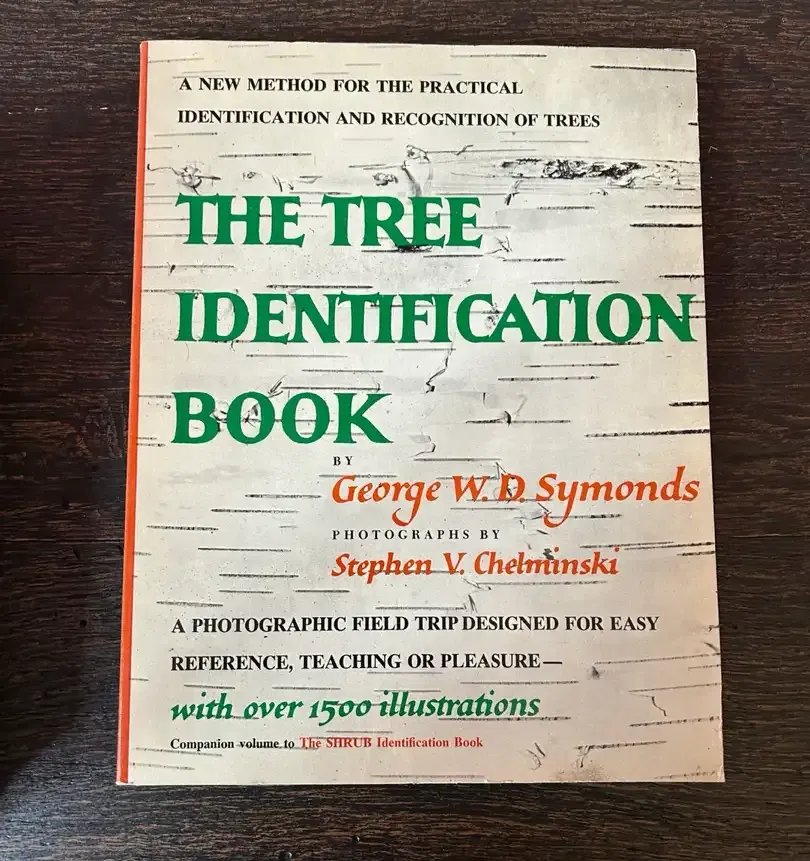 A NEW METHOD FOR THE PRACTICAL
IDENTIFICATION AND RECOGNITION OF TREES
THE TREE
IDENTIFICATION
BOOK
BY
George W. D. Symonds
PHOTOGRAPHS BY
Stephen V. Chelminski
A PHOTOGRAPHIC FIELD TRIP DESIGNED FOR EASY
REFERENCE, TEACHING OR PLEASURE—
with over 1500 illustrations
Companion volume to The SHRUB Identification Book